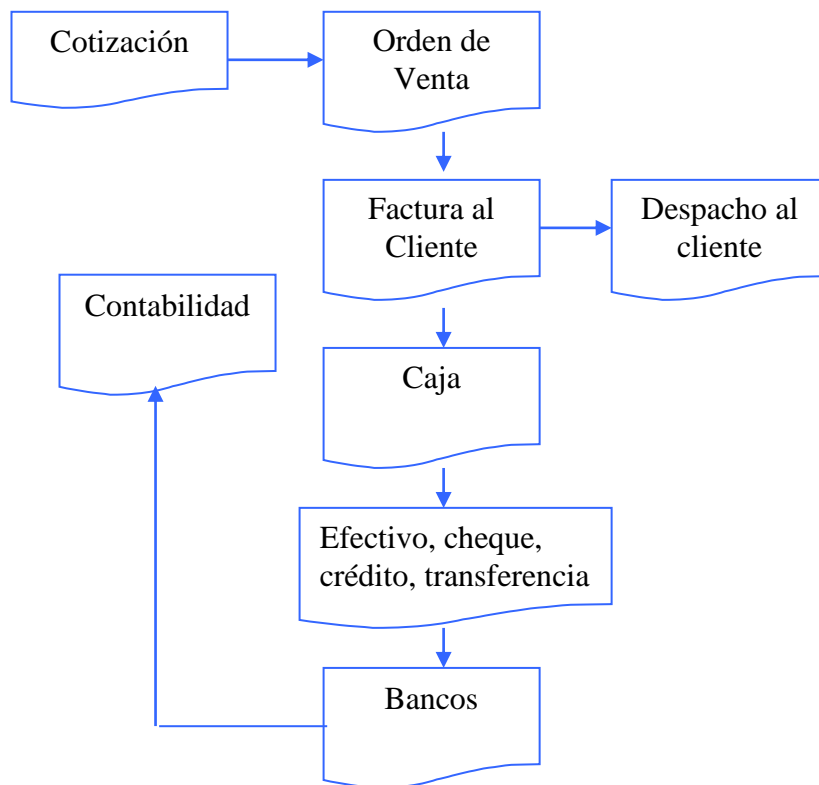 Cotización
Orden de
Venta
Factura al
Cliente
Despacho al
cliente
Contabilidad
Caja
Efectivo, cheque,
crédito, transferencia
Bancos